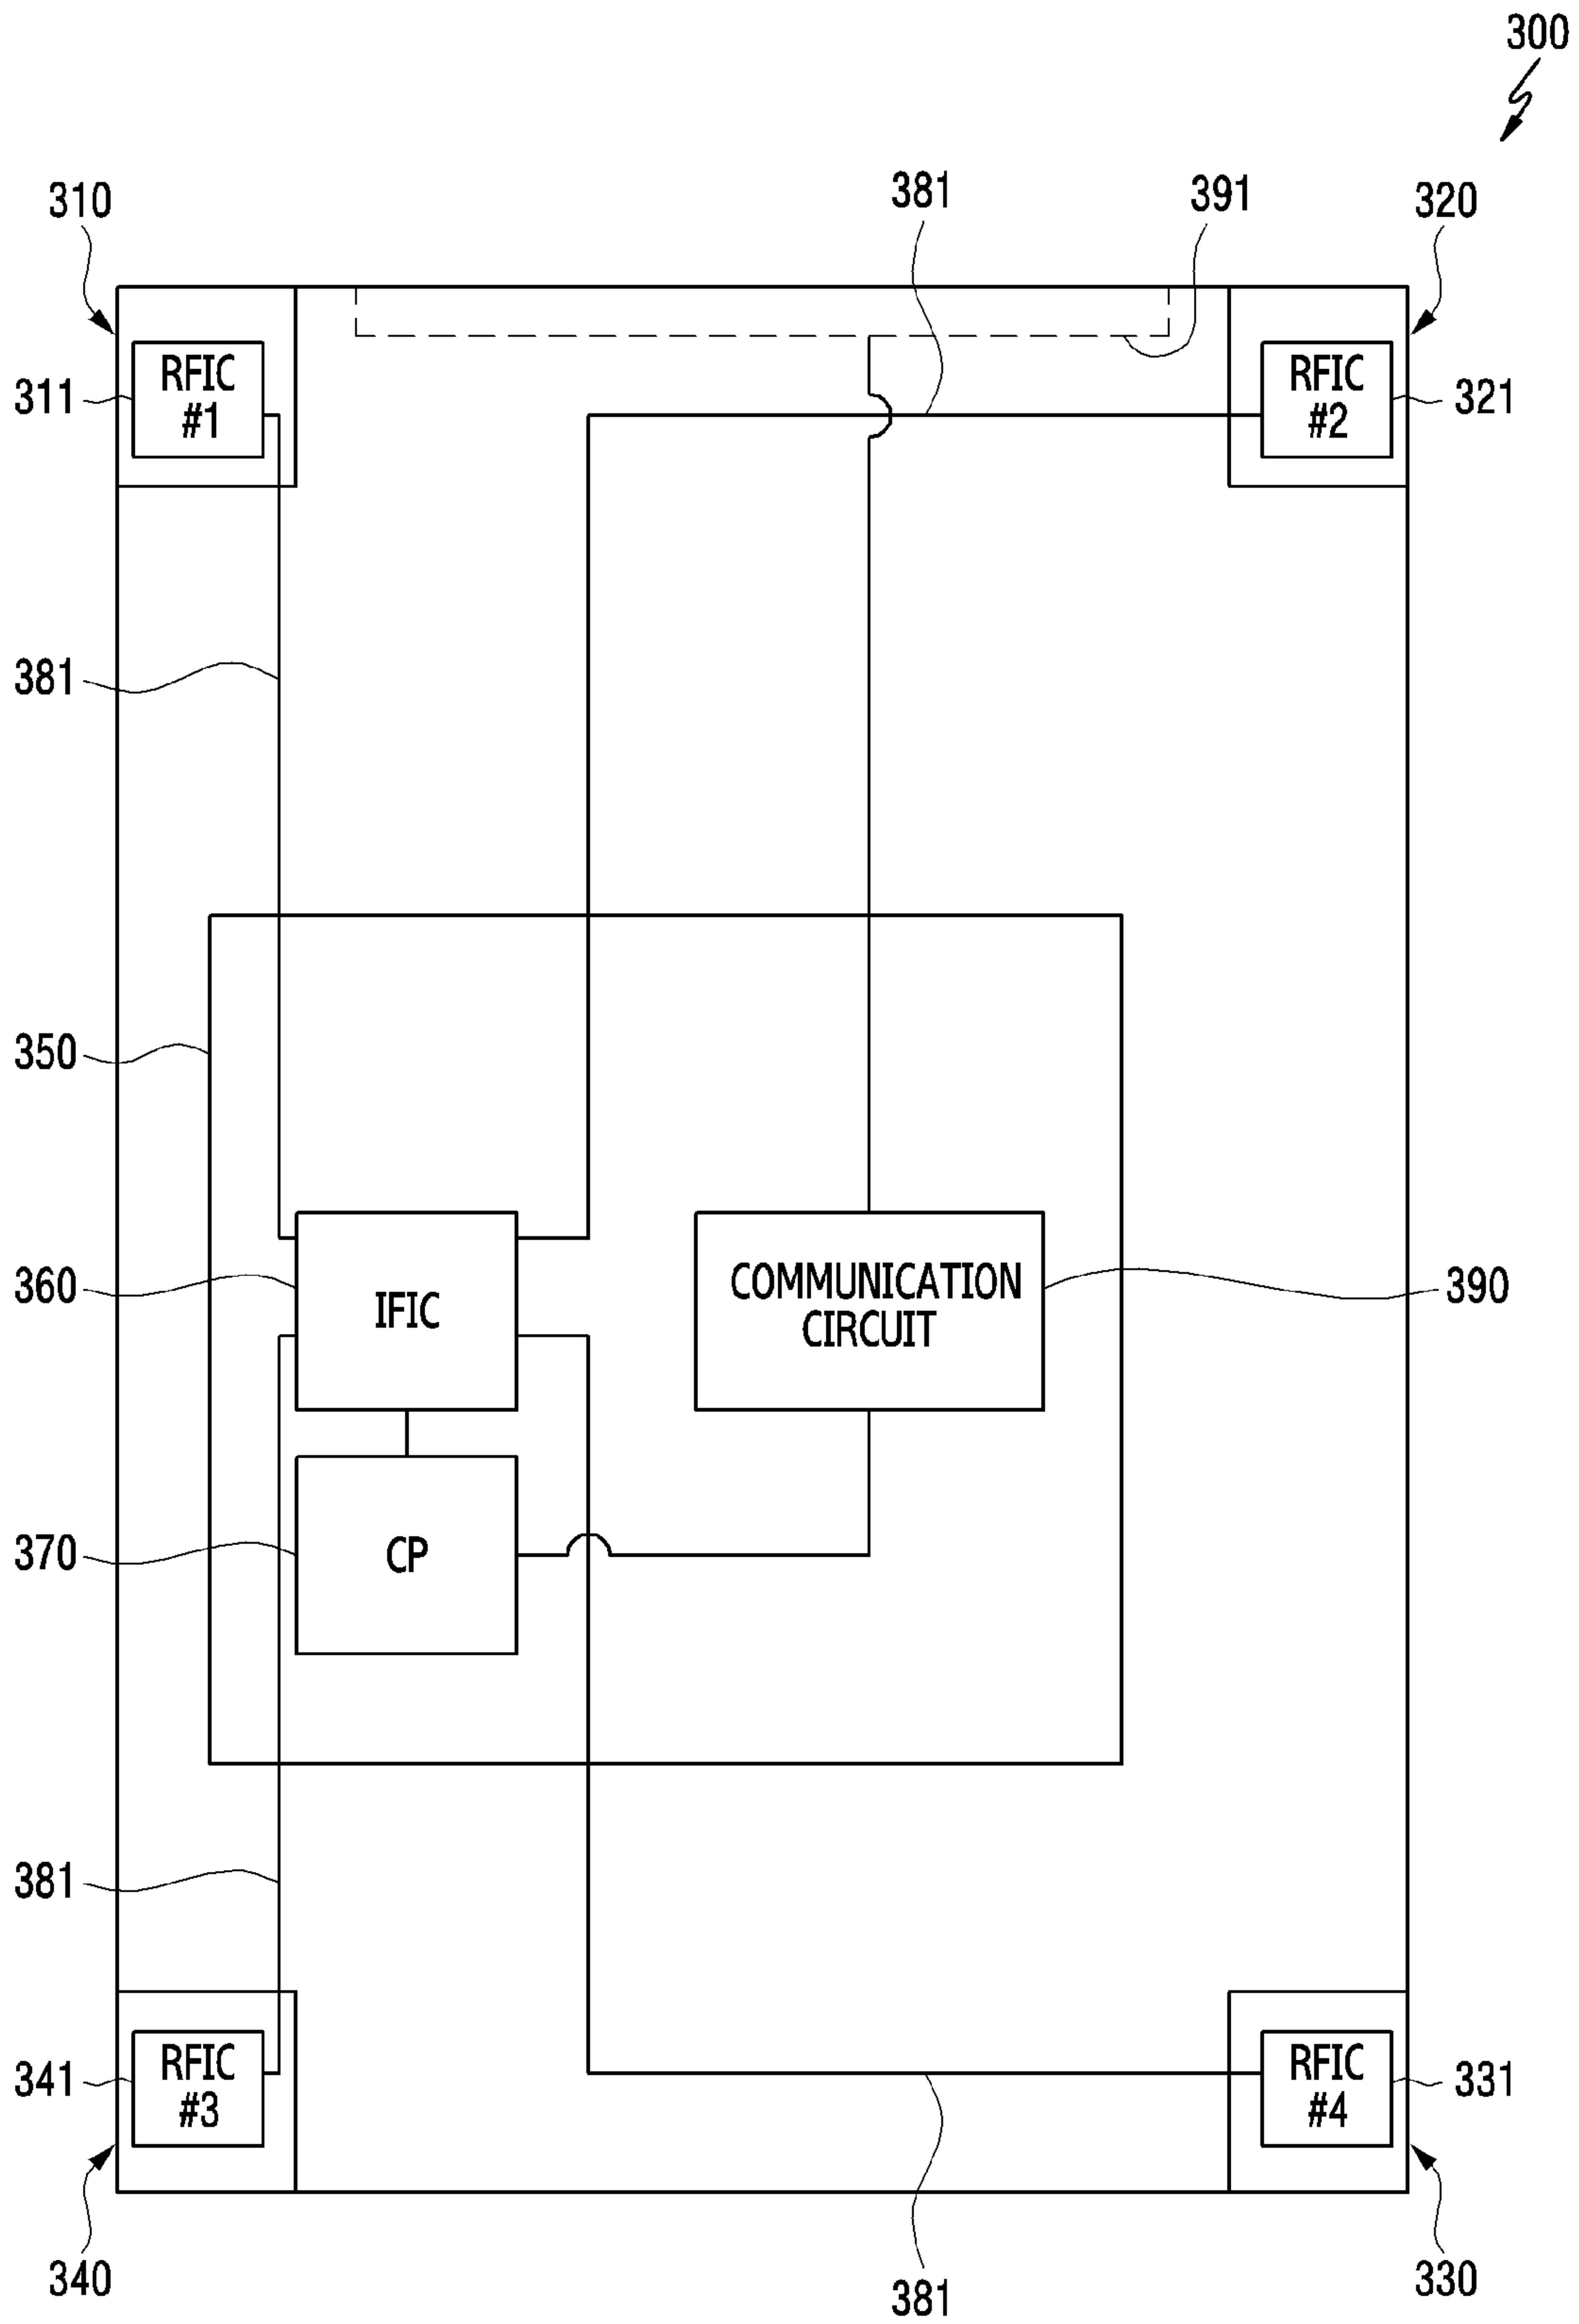 300
310
381
391
320
RFIC
#1
311
RFIC
#2
321
381
350
360
IFIC
COMMUNICATION
CIRCUIT
390
370
CP
381
341
RFIC
#3
RFIC
#4
331
340
381
330